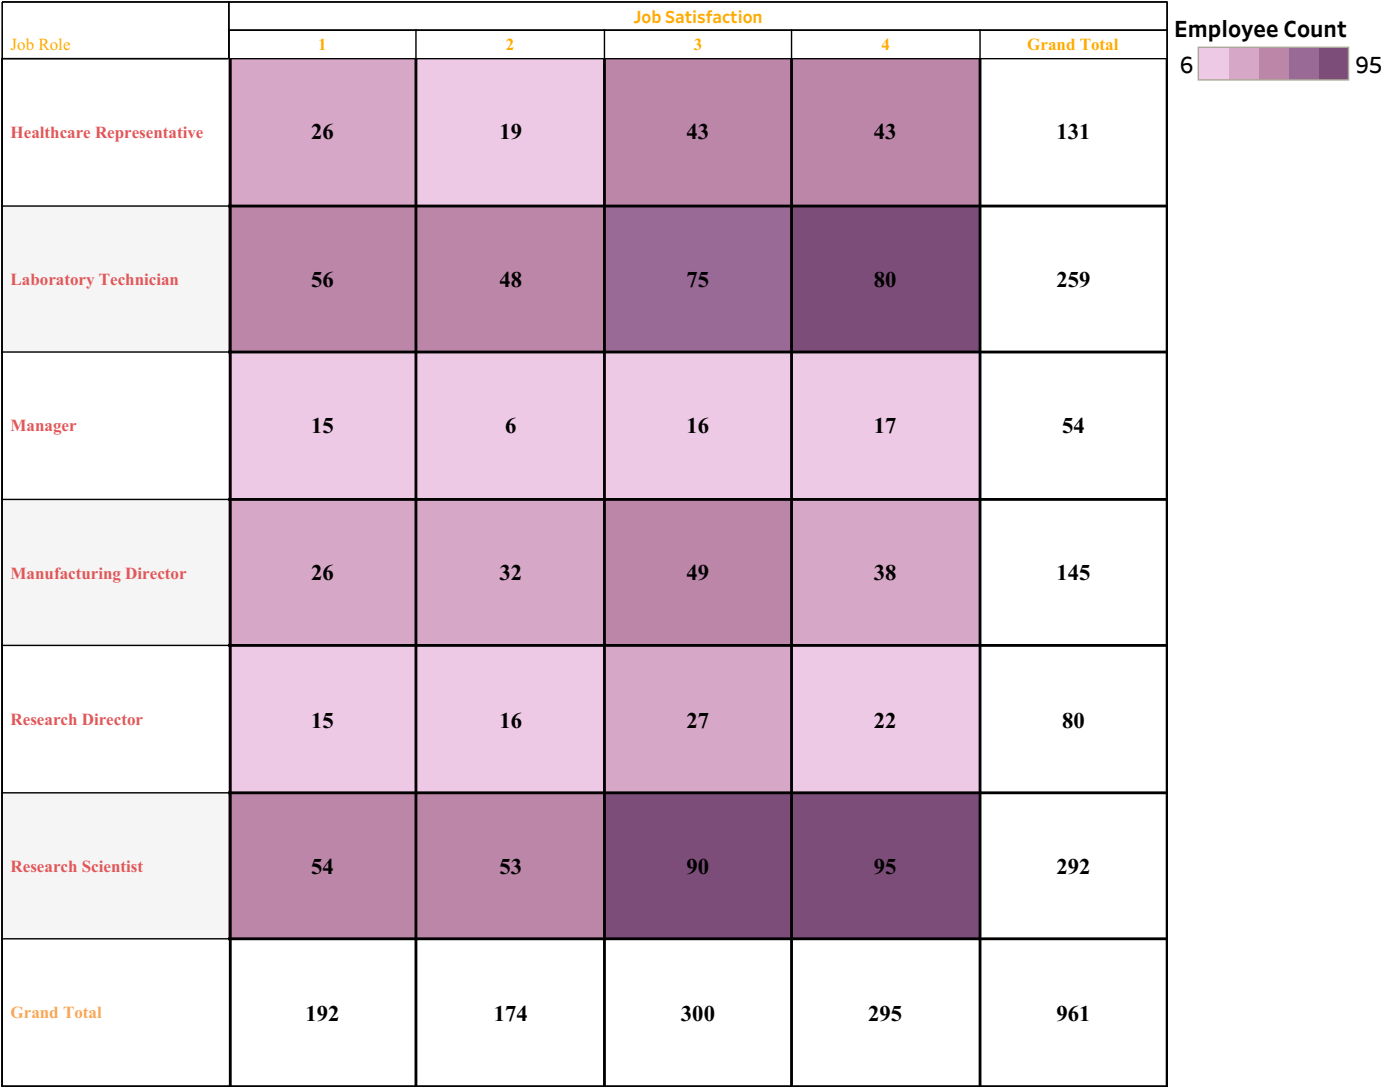 Job Satisfaction
Job Role 1 2 3 4 Grand Total
Employee Count
6 95
Healthcare Representative 26 19 43 43 131
Laboratory Technician 56 48 75 80 259
Manager 15 6 16 17 54
Manufacturing Director 26 32 49 38 145
Research Director 15 16 27 22 80
Research Scientist 54 53 90 95 292
Grand Total 192 174 300 295 961